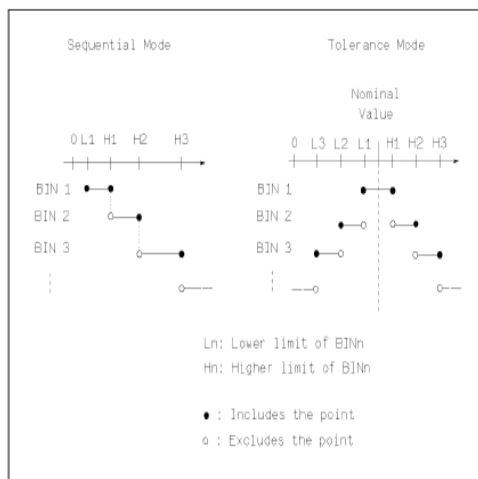 Sequential Mode
Tolerance Mode
Nominal
Value
0 L1 H1 H2 H3
0 L3 L2 L1 H1 H2 H3
BIN 1
BIN 1
BIN 2
BIN 2
BIN 3
BIN 3
Ln: Lower limit of BINn
Hn: Higher limit of BINn
● : Includes the point
○ : Excludes the point